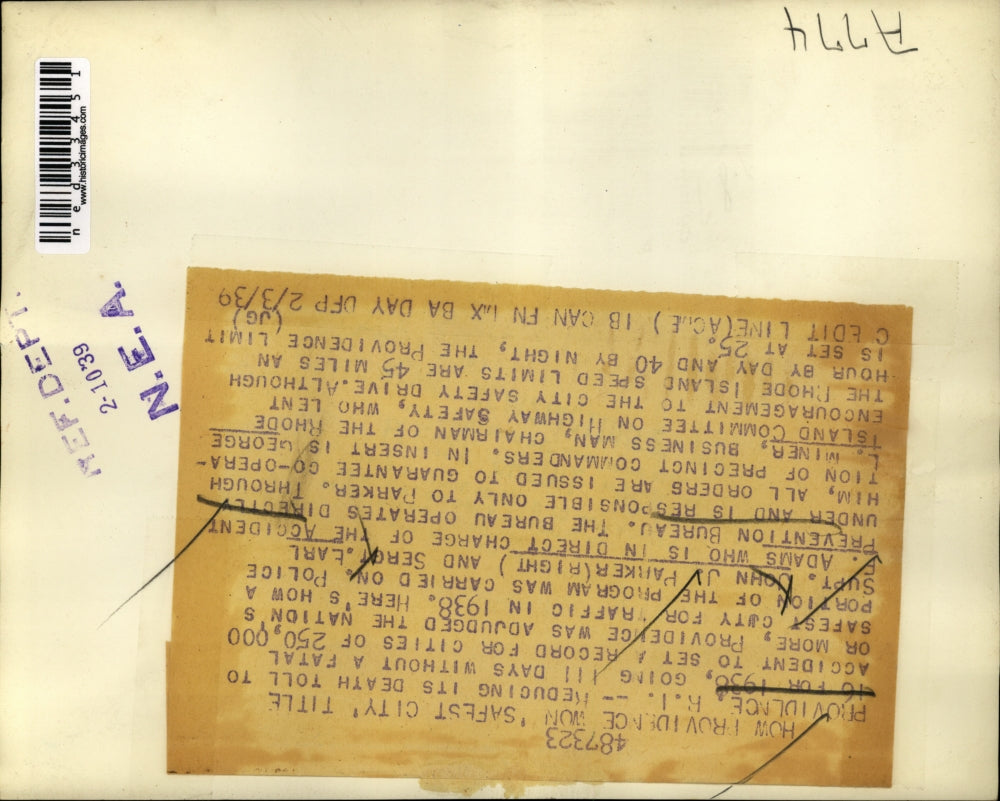 487323
HOW PROVIDENCE WON 'SAFEST CITY' TITLE
PROVIDENCE, R.I. -- REDUCING ITS DEATH TOLL TO
16 FOR 1938, GOING 111 DAYS WITHOUT A FATAL
ACCIDENT TO SET A RECORD FOR CITIES OF 250,000
OR MORE, PROVIDENCE WAS ADJUDGED THE NATION'S
SAFEST CITY FOR TRAFFIC IN 1938. HERE'S HOW A
PORTION OF THE PROGRAM WAS CARRIED ON. POLICE
SUPT. JOHN J. PARKER(RIGHT) AND SERGT. EARL
F. ADAMS WHO IS IN DIRECT CHARGE OF THE ACCIDENT
PREVENTION BUREAU. THE BUREAU OPERATES DIRECTLY
UNDER AND IS RESPONSIBLE ONLY TO PARKER. THROUGH
HIM, ALL ORDERS ARE ISSUED TO GUARANTEE CO-OPERA-
TION OF PRECINCT COMMANDERS. IN INSERT IS GEORGE
L. MINER, BUSINESS MAN, CHAIRMAN OF THE RHODE
ISLAND COMMITTEE ON HIGHWAY SAFETY, WHO LENT
ENCOURAGEMENT TO THE CITY SAFETY DRIVE. ALTHOUGH
THE RHODE ISLAND SPEED LIMITS ARE 45 MILES AN
HOUR BY DAY AND 40 BY NIGHT, THE PROVIDENCE LIMIT
IS SET AT 25. (JG)
C EDIT LINE(ACME) IB CAN FN LX BA DAY DFP 2/3/39
A774
ned33451
www.historicimages.com
REF. DEPT.
2-10 39
N.E.A.